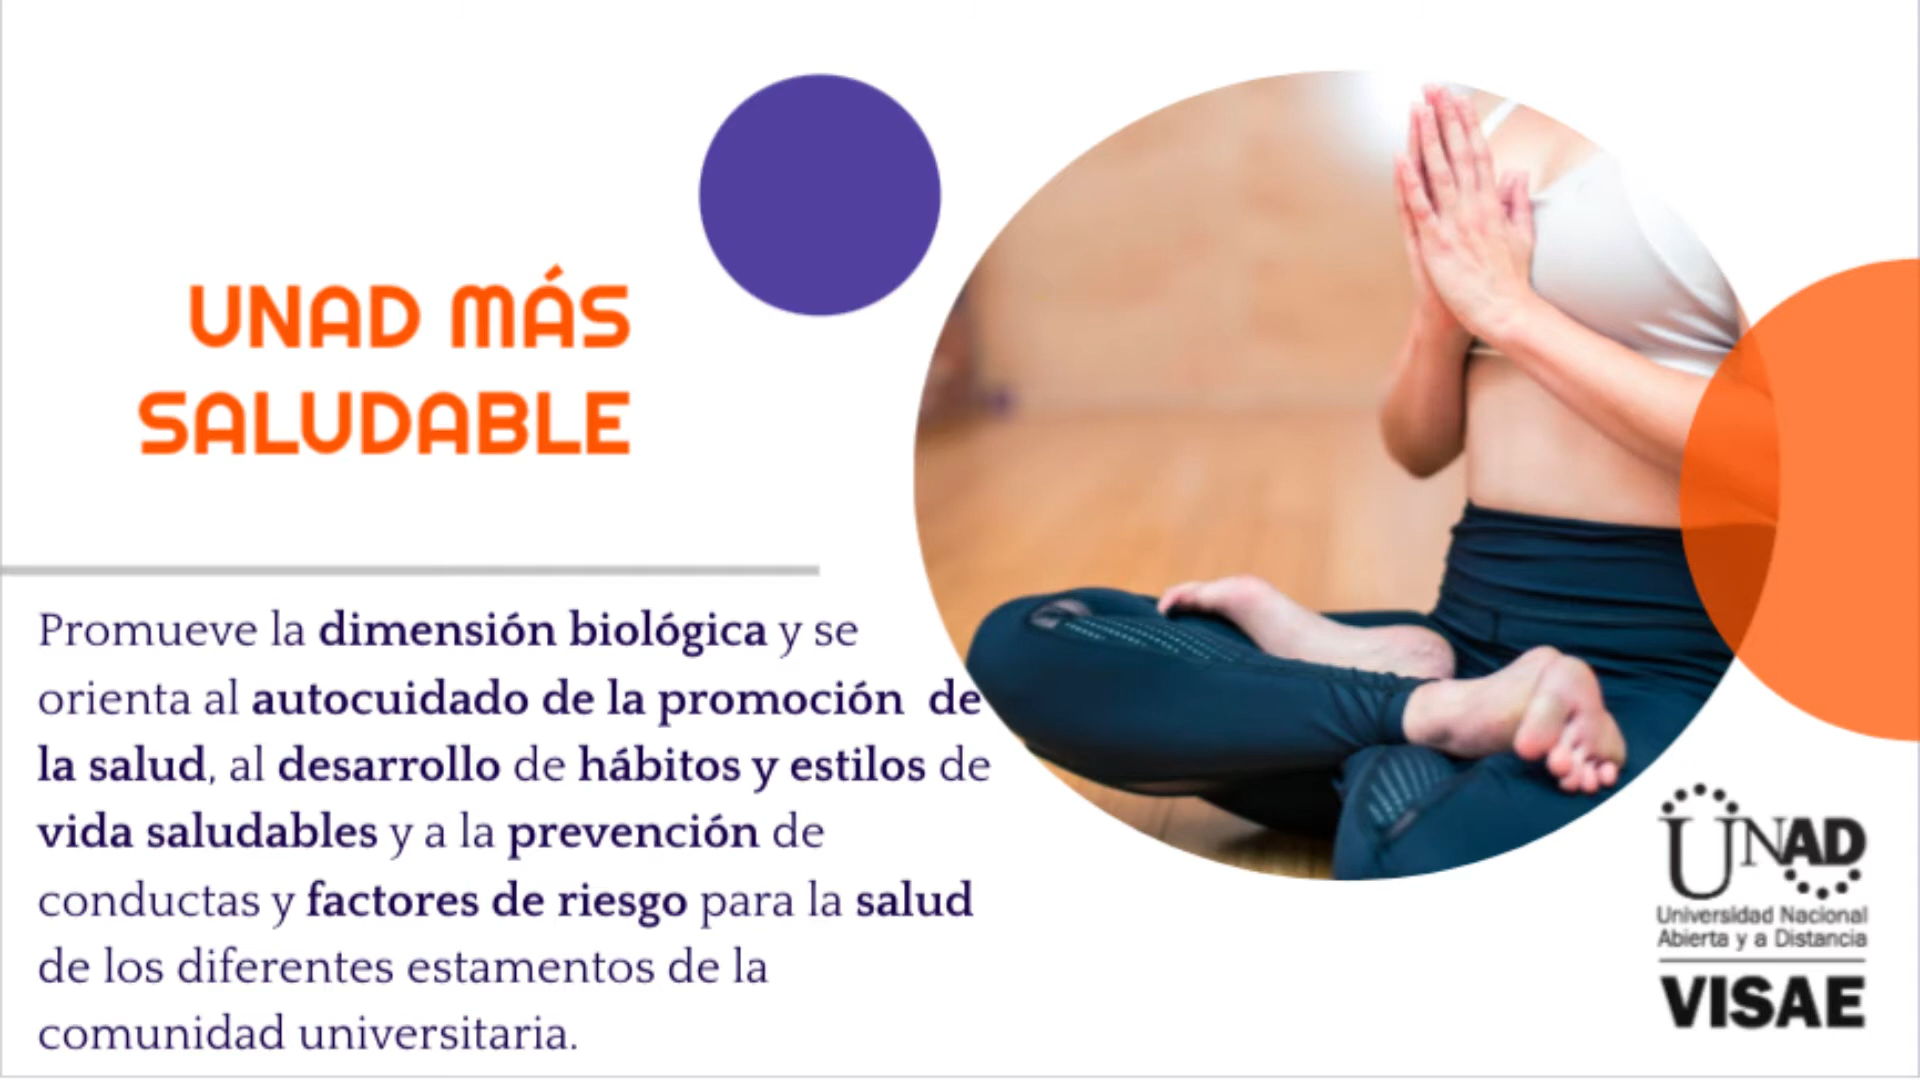 UNAD MÁS
SALUDABLE
Promueve la dimensión biológica y se
orienta al autocuidado de la promoción de
la salud, al desarrollo de hábitos y estilos de
vida saludables y a la prevención de
conductas y factores de riesgo para la salud
de los diferentes estamentos de la
comunidad universitaria.
UNAD
Universidad Nacional
Abierta y a Distancia
VISAE